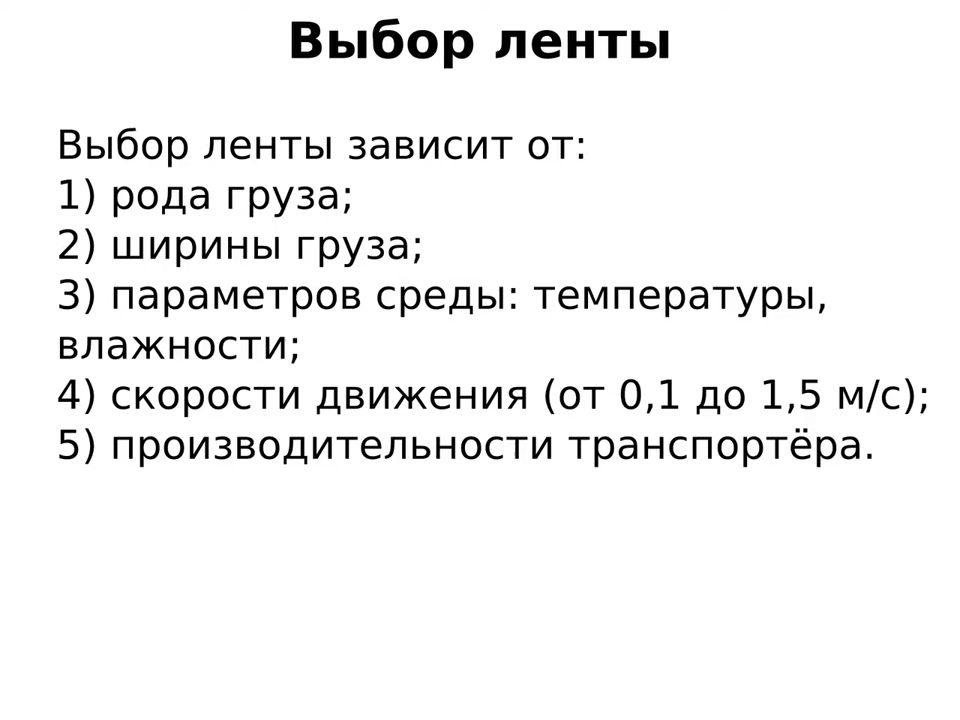 Выбор ленты
Выбор ленты зависит от:
1) рода груза;
2) ширины груза;
3) параметров среды: температуры,
влажности;
4) скорости движения (от 0,1 до 1,5 м/с);
5) производительности транспортёра.